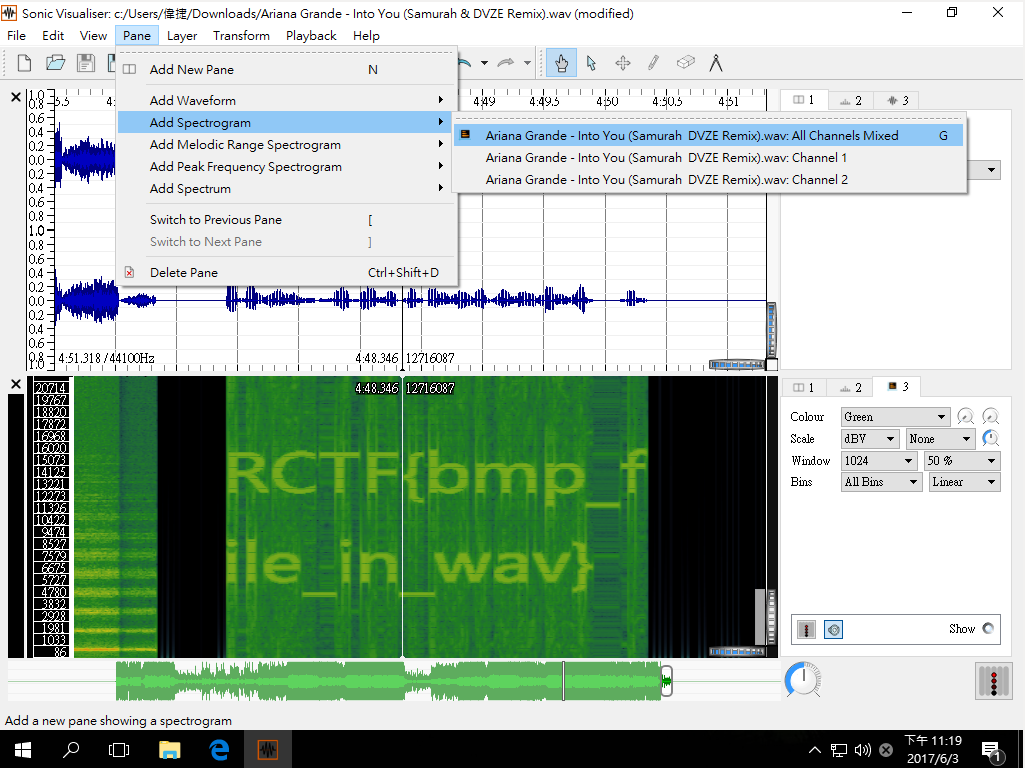 Sonic Visualiser: c:/Users/偉捷/Downloads/Ariana Grande - Into You (Samurah & DVZE Remix).wav (modified)
File Edit View Pane Layer Transform Playback Help
Add New Pane N
Add Waveform
Add Spectrogram
Add Melodic Range Spectrogram
Add Peak Frequency Spectrogram
Add Spectrum
Switch to Previous Pane [
Switch to Next Pane ]
Delete Pane Ctrl+Shift+D
Ariana Grande - Into You (Samurah DVZE Remix).wav: All Channels Mixed G
Ariana Grande - Into You (Samurah DVZE Remix).wav: Channel 1
Ariana Grande - Into You (Samurah DVZE Remix).wav: Channel 2
4:49 4:49.5 4:50 4:50.5 4:51
1 2 3
1.0
0.8
0.6
0.4
0.2
0.0
0.2
0.4
0.6
0.8
1.0
0.8
0.6
0.4
0.2
0.0
0.2
0.4
0.6
0.8
1.0
4:51.318 / 44100Hz
4:48.346 12716087
4:48.346 12716087
20714
19767
18820
17872
16968
16020
15073
14125
13221
12273
11326
10422
9474
8527
7579
6675
5727
4780
3832
2928
1981
1033
86
RCTF{bmp_f
ile_in_wav}
1 2 3
Colour Green
Scale dBV None
Window 1024 50 %
Bins All Bins Linear
Show
Add a new pane showing a spectrogram
下午 11:19
2017/6/3
1